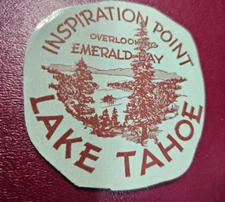 INSPIRATION POINT
OVERLOOKING
EMERALD BAY
LAKE TAHOE